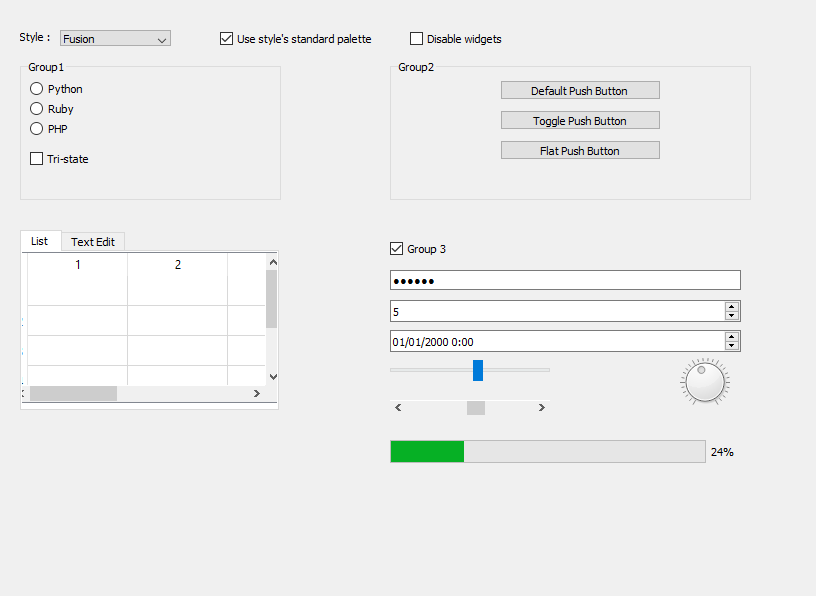 Style : Fusion Use style's standard palette Disable widgets
Group1
Python
Ruby
PHP
Tri-state
Group2
Default Push Button
Toggle Push Button
Flat Push Button
List Text Edit
1 2
Group 3
●●●●●●
5
01/01/2000 0:00
24%